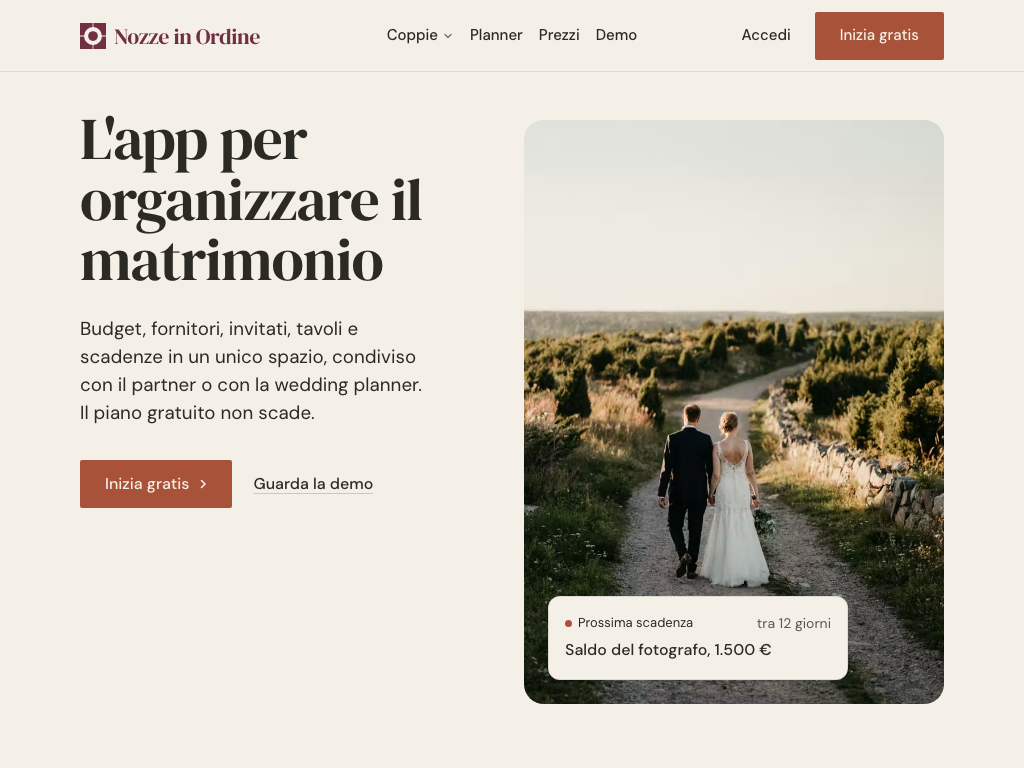 Nozze in Ordine
Coppie
Planner
Prezzi
Demo
Accedi
Inizia gratis
L'app per
organizzare il
matrimonio
Budget, fornitori, invitati, tavoli e
scadenze in un unico spazio, condiviso
con il partner o con la wedding planner.
Il piano gratuito non scade.
Inizia gratis
Guarda la demo
Prossima scadenza
tra 12 giorni
Saldo del fotografo, 1.500 €